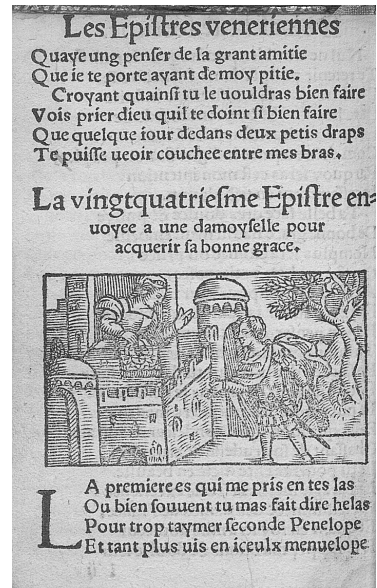 Les Epistres veneriennes
Quaye ung penser de la grant amitie
Que ie te porte ayant de moy pitie.
Croyant quainsi tu le uouldras bien faire
Vois prier dieu quil te doint si bien faire
Que quelque iour dedans deux petis draps
Te puisse ueoir couchee entre mes bras.
La vingtquatriesme Epistre en=
uoyee a une damoyselle pour
acquerir sa bonne grace.
LA premiere es qui me pris en tes las
Ou bien souuent tu mas fait dire helas
Pour trop taymer seconde Penelope
Et tant plus uis en iceulx menuelope